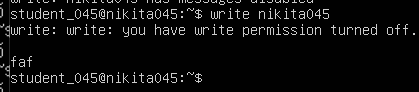 write: nikita045 has messages disabled
student_045@nikita045:~$ write nikita045
write: write: you have write permission turned off.
faf
student_045@nikita045:~$